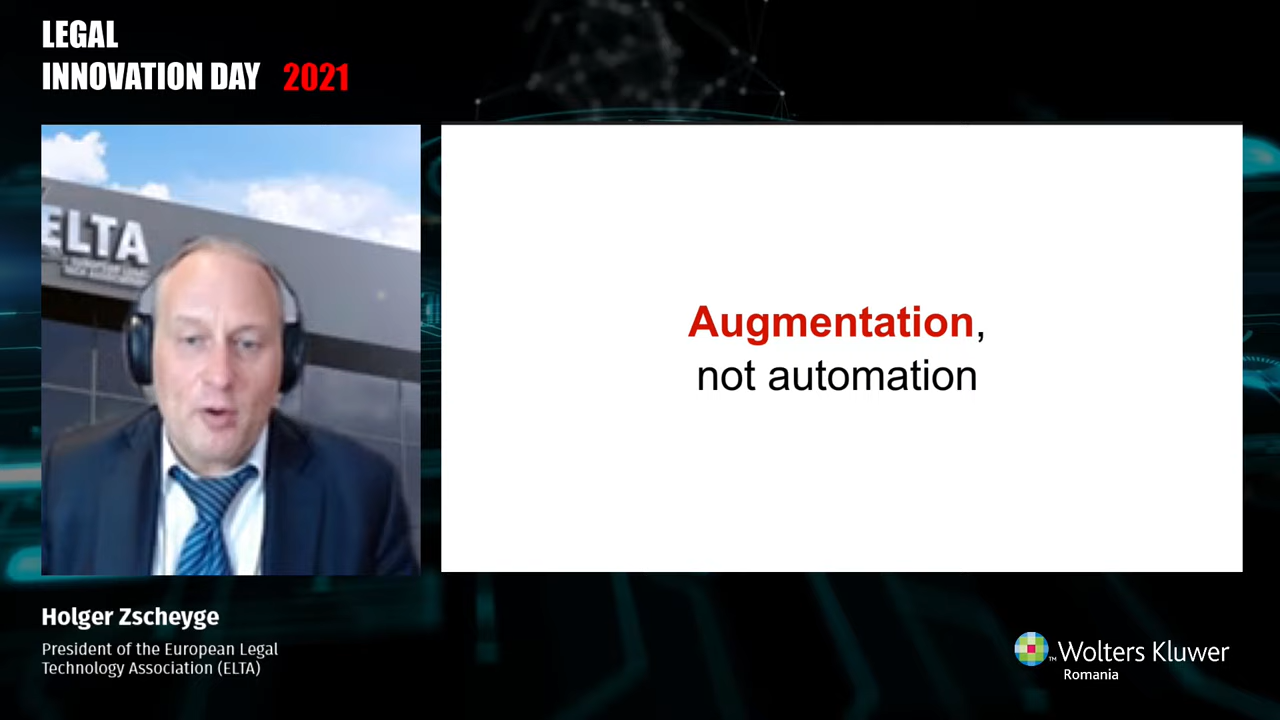 LEGAL
INNOVATION DAY 2021
ELTA
Augmentation,
not automation
Holger Zscheyge
President of the European Legal
Technology Association (ELTA)
Wolters Kluwer
Romania